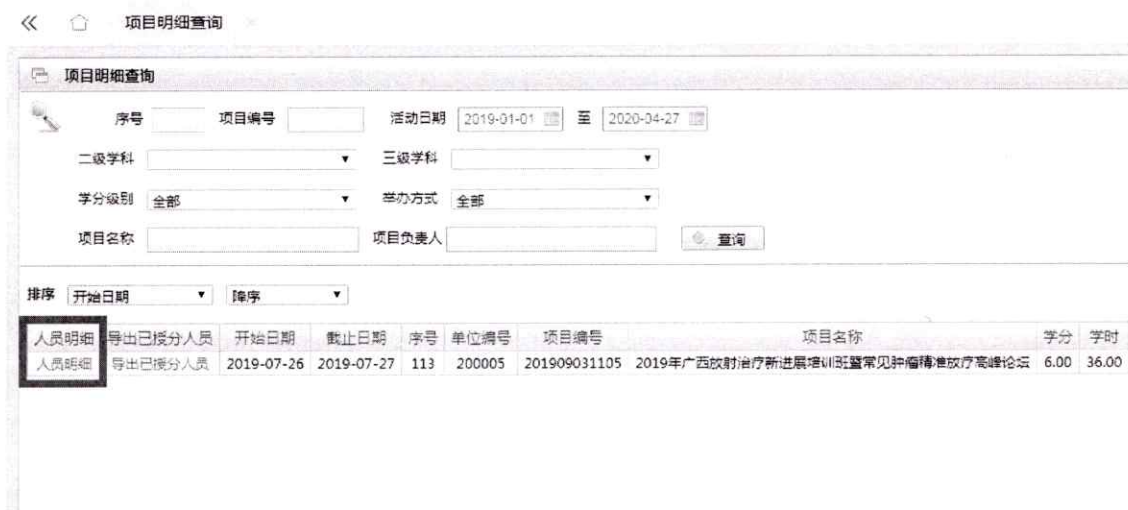 项目明细查询
项目明细查询
序号 项目编号 活动日期 2019-01-01 至 2020-04-27
二级学科 三级学科
学分级别 全部 举办方式 全部
项目名称 项目负责人 查询
排序 开始日期 降序
人员明细 导出已授分人员 开始日期 截止日期 序号 单位编号 项目编号 项目名称 学分 学时
人员明细 导出已授分人员 2019-07-26 2019-07-27 113 200005 201909031105 2019年广西放射治疗新进展培训班暨常见肿瘤精准放疗高峰论坛 6.00 36.00